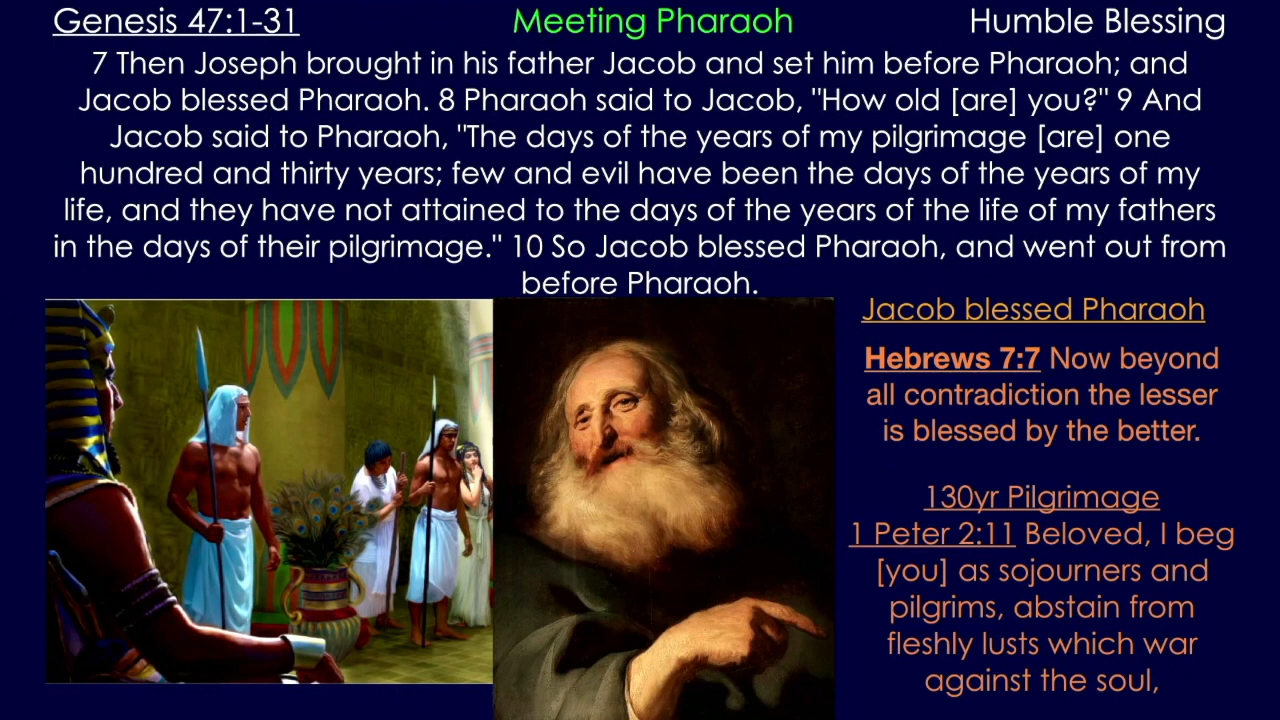 Genesis 47:1-31 Meeting Pharaoh Humble Blessing
7 Then Joseph brought in his father Jacob and set him before Pharaoh; and
Jacob blessed Pharaoh. 8 Pharaoh said to Jacob, "How old [are] you?" 9 And
Jacob said to Pharaoh, "The days of the years of my pilgrimage [are] one
hundred and thirty years; few and evil have been the days of the years of my
life, and they have not attained to the days of the years of the life of my fathers
in the days of their pilgrimage." 10 So Jacob blessed Pharaoh, and went out from
before Pharaoh.
Jacob blessed Pharaoh
Hebrews 7:7 Now beyond
all contradiction the lesser
is blessed by the better.
130yr Pilgrimage
1 Peter 2:11 Beloved, I beg
[you] as sojourners and
pilgrims, abstain from
fleshly lusts which war
against the soul,